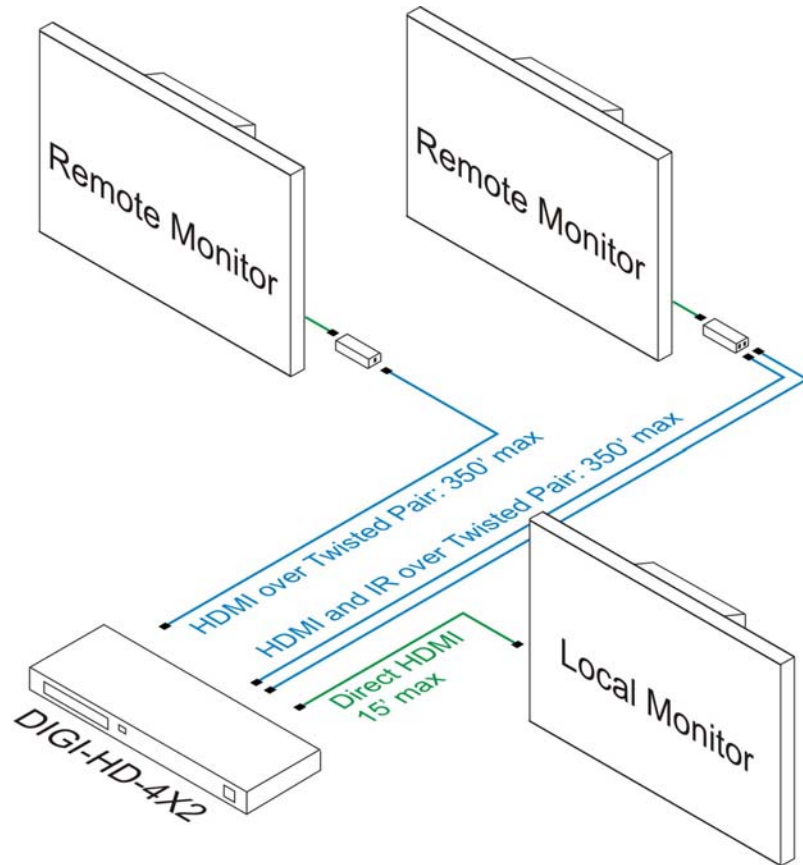 Remote Monitor
Remote Monitor
HDMI over Twisted Pair: 350' max
HDMI and IR over Twisted Pair: 350' max
Direct HDMI
15' max
Local Monitor
DIGI-HD-4X2